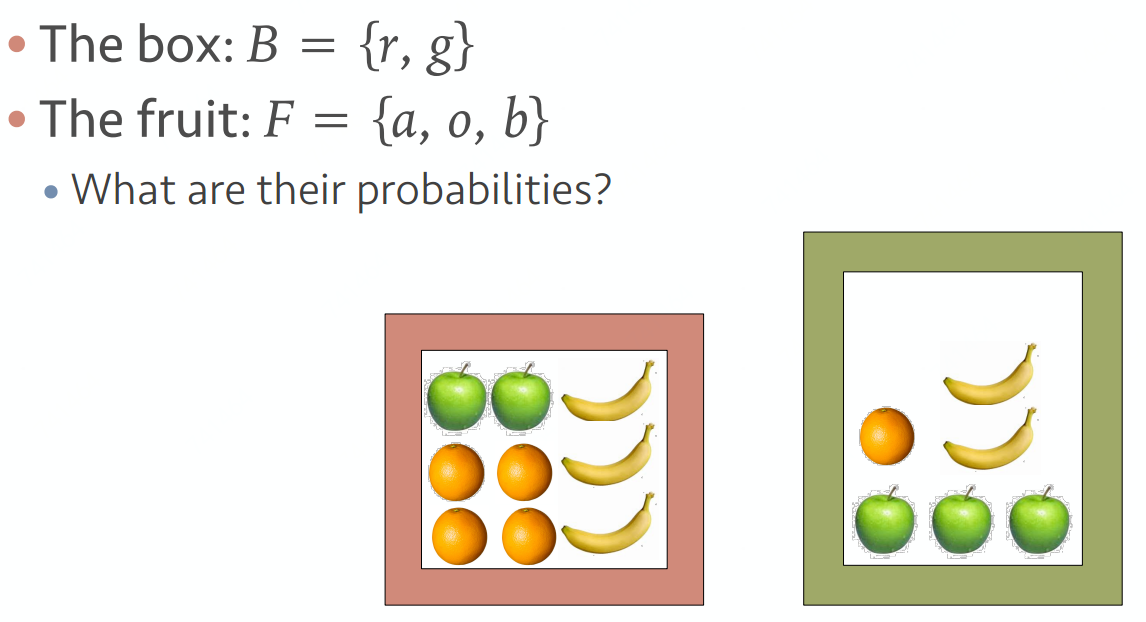 • The box: B = {r, g}
• The fruit: F = {a, o, b}
• What are their probabilities?